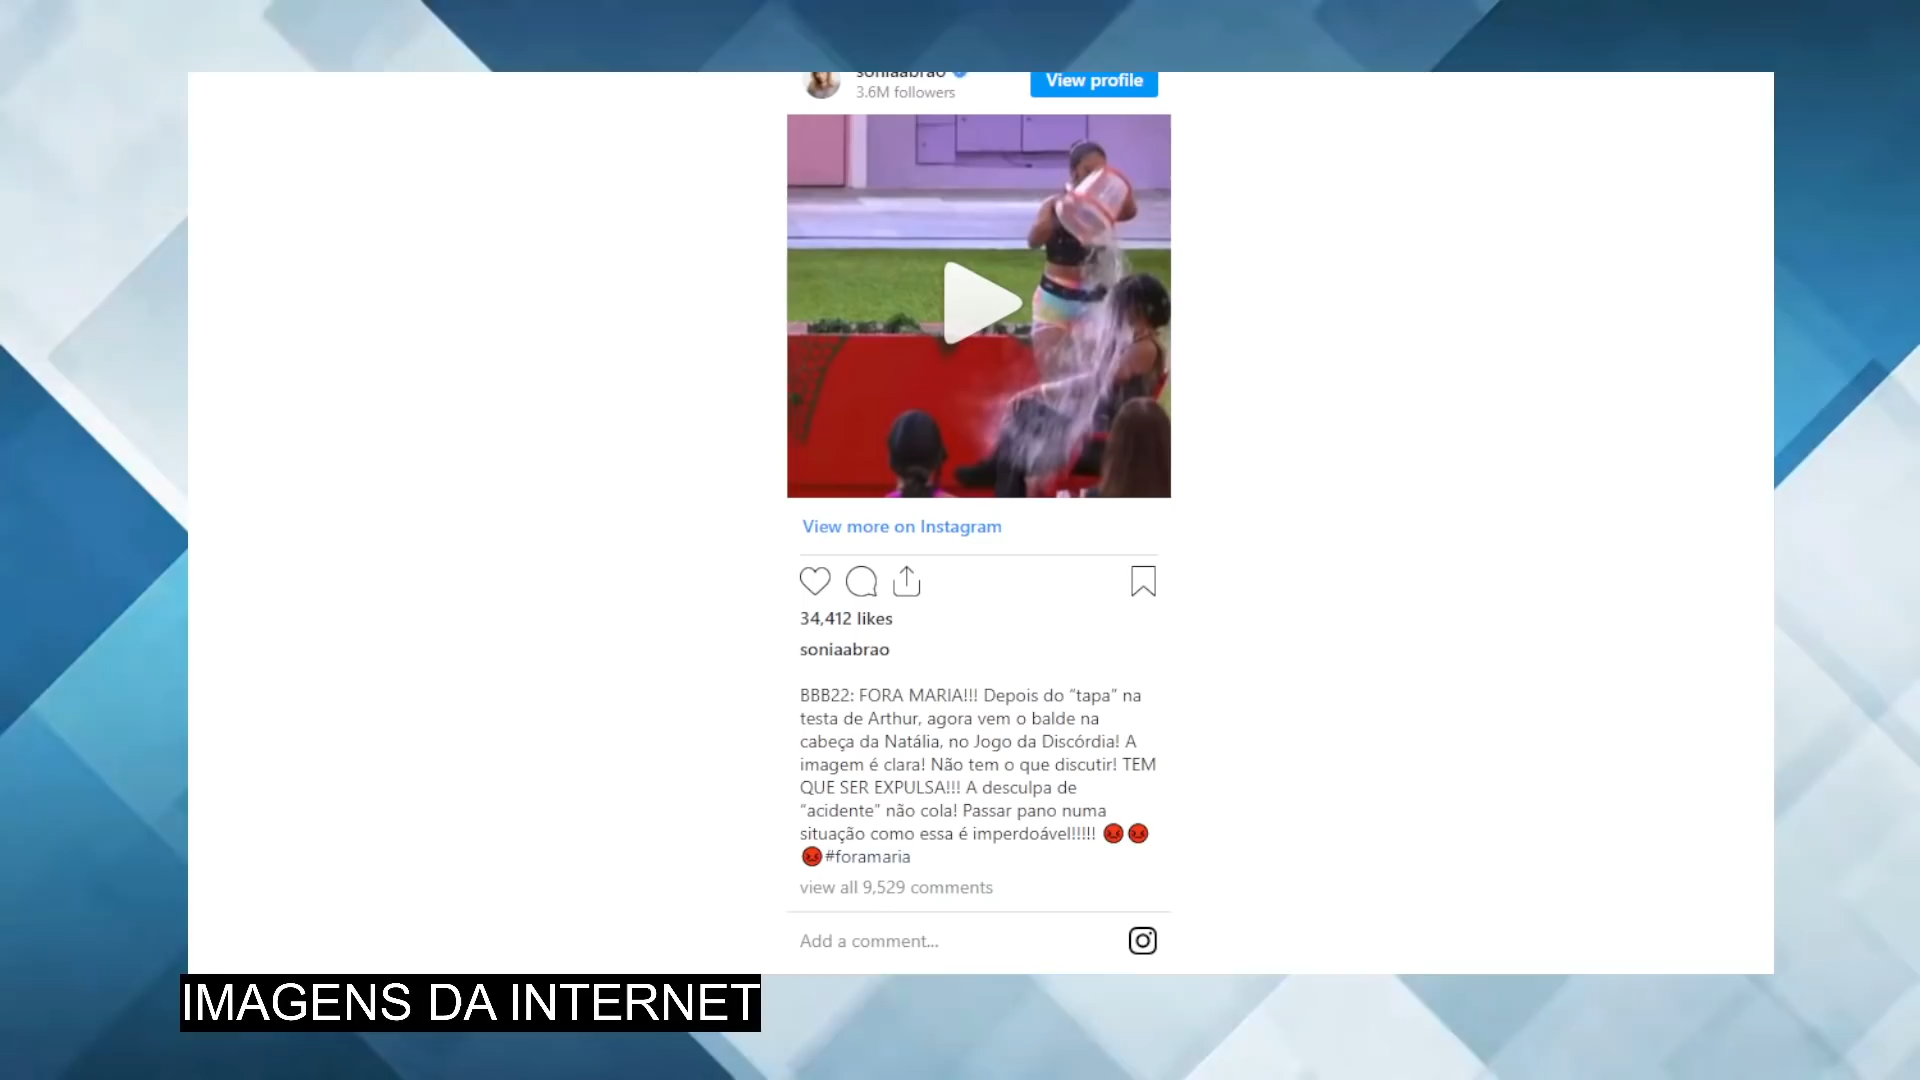 soniaabrao
3.6M followers
View profile
View more on Instagram
34,412 likes
soniaabrao
BBB22: FORA MARIA!!! Depois do “tapa” na
testa de Arthur, agora vem o balde na
cabeça da Natália, no Jogo da Discórdia! A
imagem é clara! Não tem o que discutir! TEM
QUE SER EXPULSA!!! A desculpa de
“acidente” não cola! Passar pano numa
situação como essa é imperdoável!!!!! 😡😡
😡#foramaria
view all 9,529 comments
Add a comment...
IMAGENS DA INTERNET